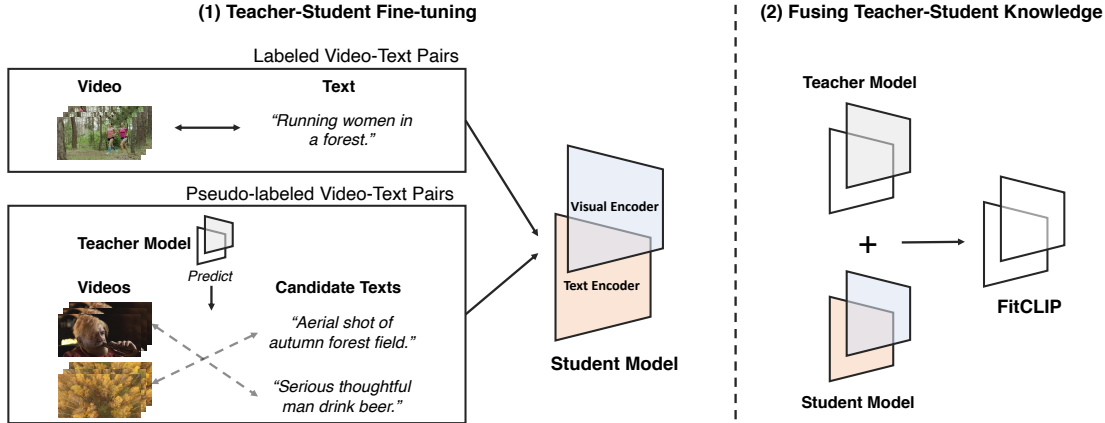 (1) Teacher-Student Fine-tuning
Labeled Video-Text Pairs
Video
Text
“Running women in
a forest.”
Pseudo-labeled Video-Text Pairs
Teacher Model
Predict
Videos
Candidate Texts
“Aerial shot of
autumn forest field.”
“Serious thoughtful
man drink beer.”
Visual Encoder
Text Encoder
Student Model
(2) Fusing Teacher-Student Knowledge
Teacher Model
+
FitCLIP
Student Model